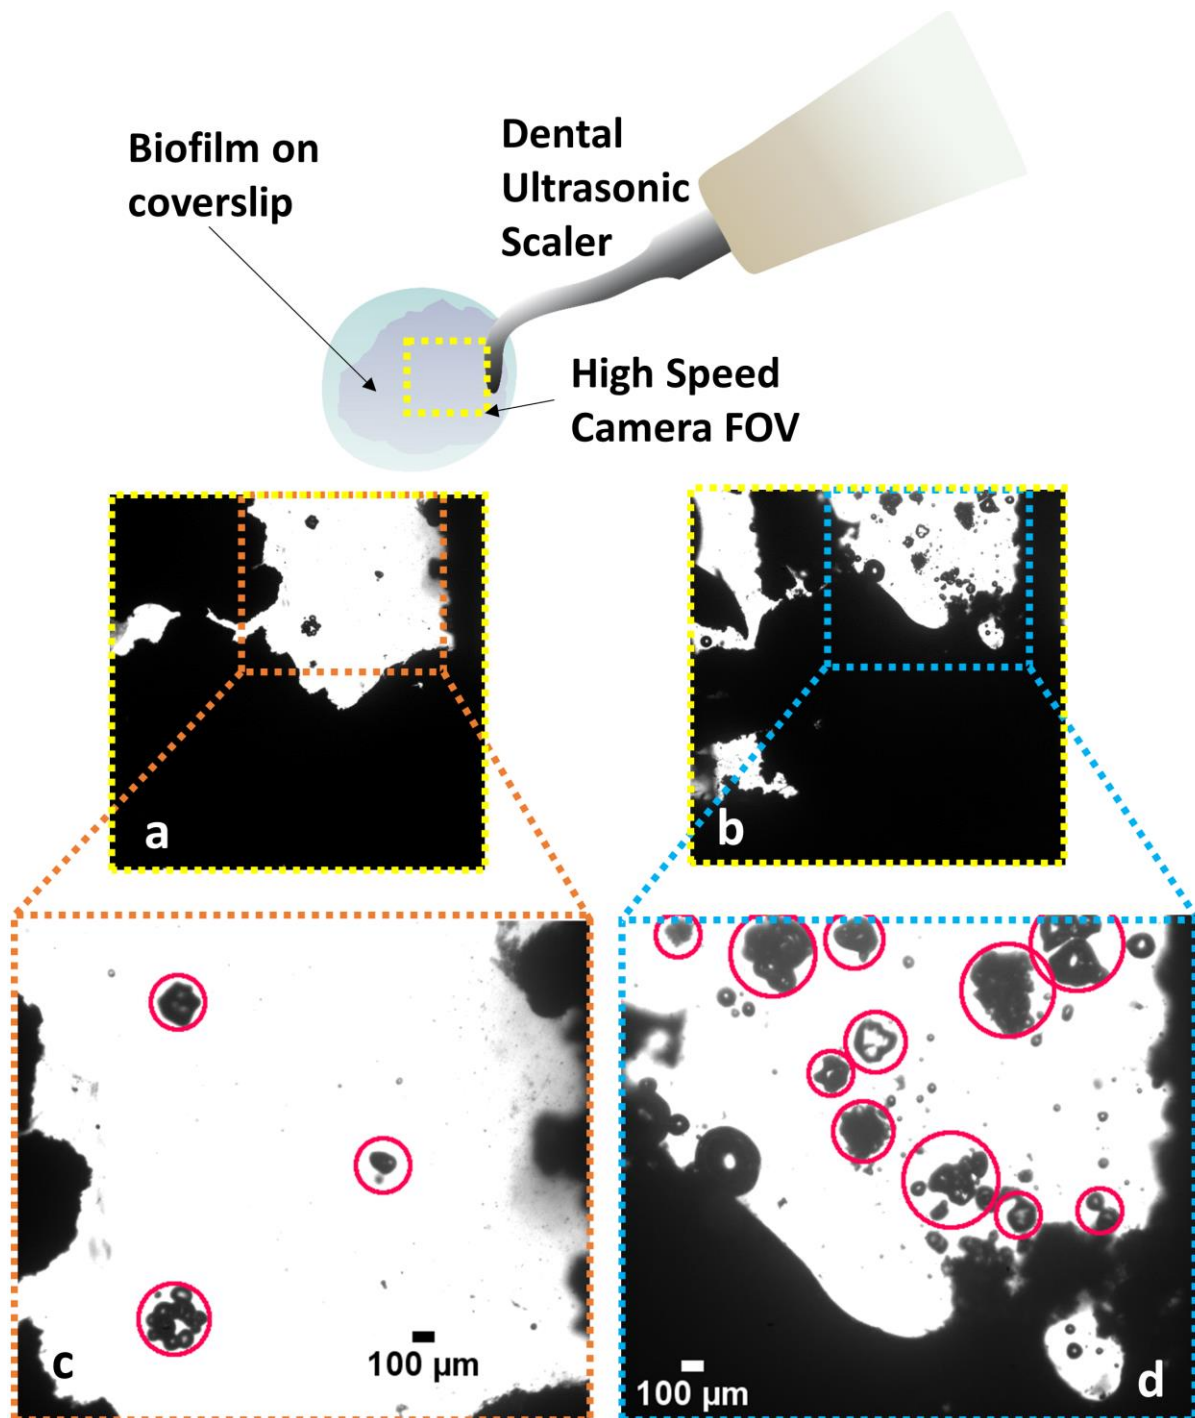 Biofilm on
coverslip
Dental
Ultrasonic
Scaler
High Speed
Camera FOV
a
b
c
100 µm
100 µm
d